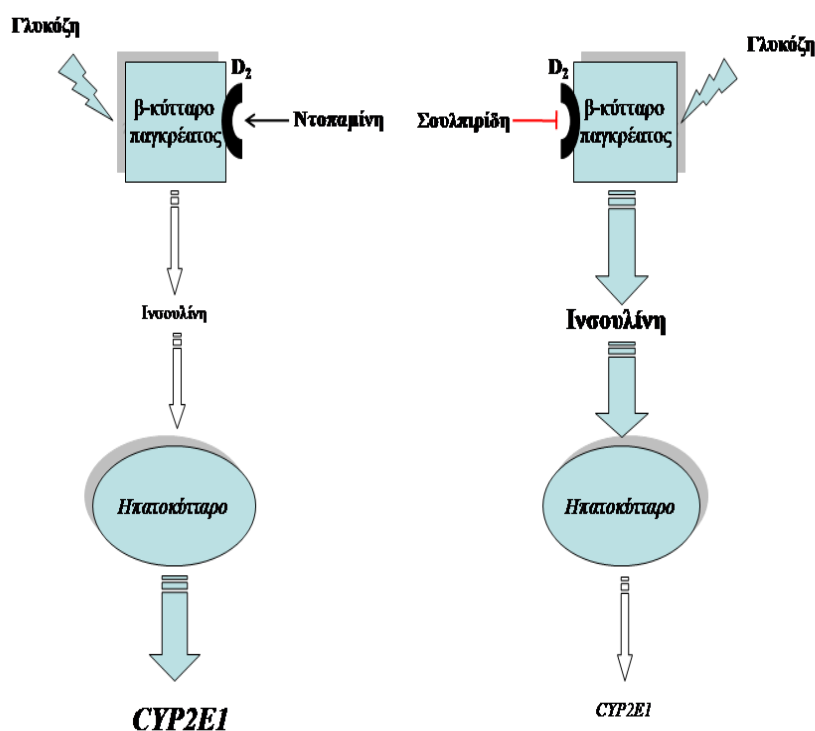 Γλυκόζη
D2
β-κύτταρο
παγκρέατος
Ντοπαμίνη
Ινσουλίνη
Ηπατοκύτταρο
CYP2E1
Γλυκόζη
D2
β-κύτταρο
παγκρέατος
Σουλπιρίδη
Ινσουλίνη
Ηπατοκύτταρο
CYP2E1